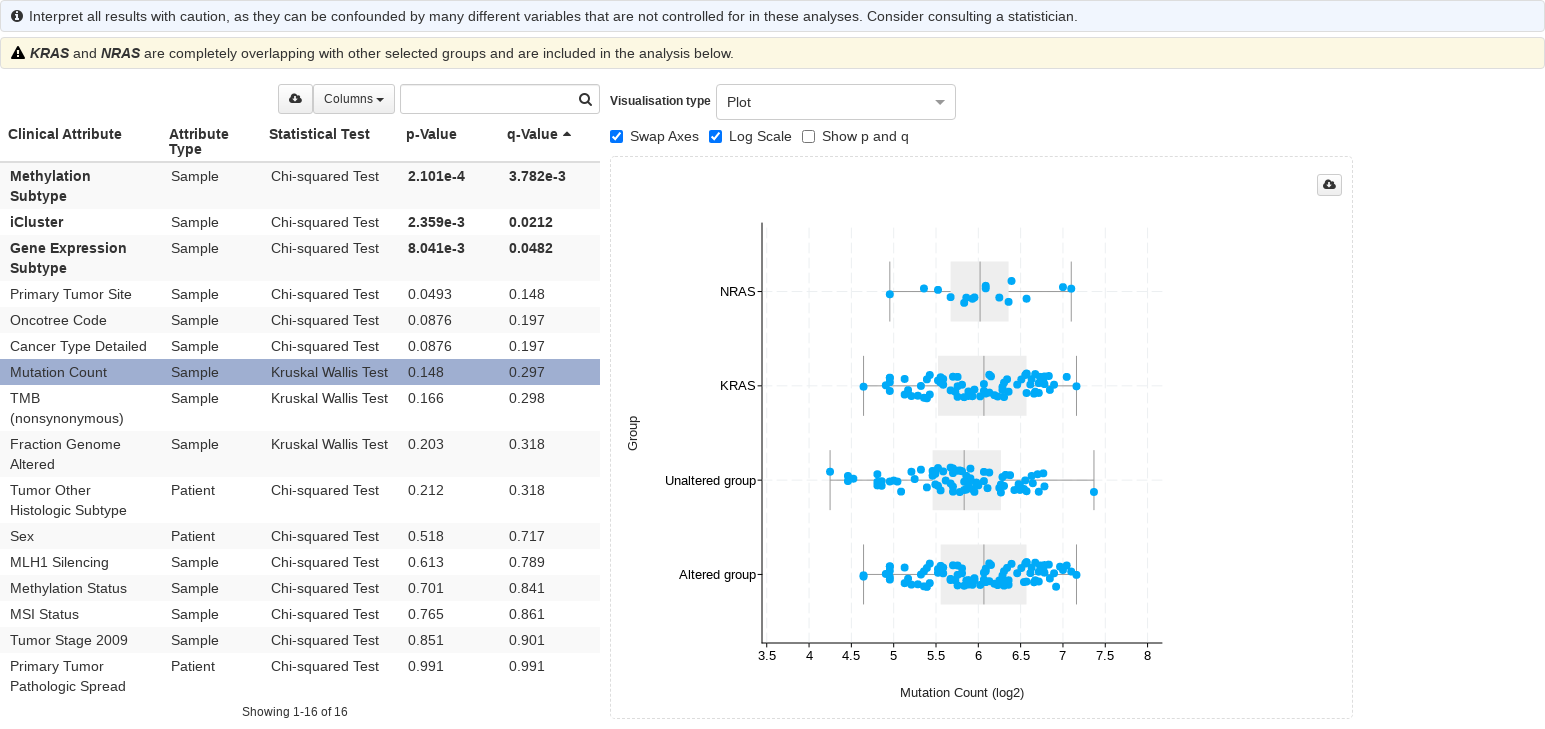 Interpret all results with caution, as they can be confounded by many different variables that are not controlled for in these analyses. Consider consulting a statistician.
KRAS and NRAS are completely overlapping with other selected groups and are included in the analysis below.
Columns
Clinical Attribute Attribute Type Statistical Test p-Value q-Value
Methylation Subtype Sample Chi-squared Test 2.101e-4 3.782e-3
iCluster Sample Chi-squared Test 2.359e-3 0.0212
Gene Expression Subtype Sample Chi-squared Test 8.041e-3 0.0482
Primary Tumor Site Sample Chi-squared Test 0.0493 0.148
Oncotree Code Sample Chi-squared Test 0.0876 0.197
Cancer Type Detailed Sample Chi-squared Test 0.0876 0.197
Mutation Count Sample Kruskal Wallis Test 0.148 0.297
TMB (nonsynonymous) Sample Kruskal Wallis Test 0.166 0.298
Fraction Genome Altered Sample Kruskal Wallis Test 0.203 0.318
Tumor Other Histologic Subtype Patient Chi-squared Test 0.212 0.318
Sex Patient Chi-squared Test 0.518 0.717
MLH1 Silencing Sample Chi-squared Test 0.613 0.789
Methylation Status Sample Chi-squared Test 0.701 0.841
MSI Status Sample Chi-squared Test 0.765 0.861
Tumor Stage 2009 Sample Chi-squared Test 0.851 0.901
Primary Tumor Pathologic Spread Patient Chi-squared Test 0.991 0.991
Showing 1-16 of 16
Visualisation type Plot
Swap Axes Log Scale Show p and q
Group
NRAS
KRAS
Unaltered group
Altered group
3.5 4 4.5 5 5.5 6 6.5 7 7.5 8
Mutation Count (log2)